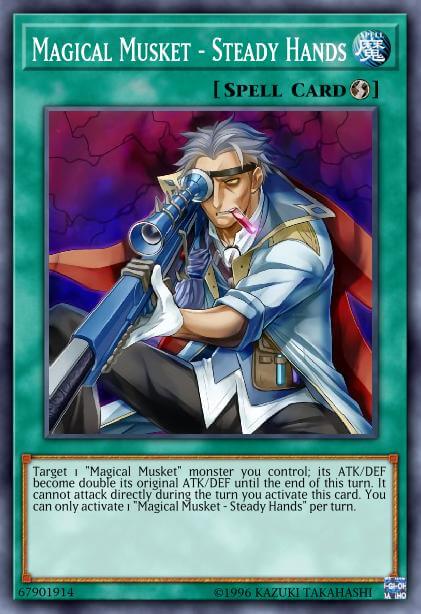 MAGICAL MUSKET - STEADY HANDS
SPELL
魔
[SPELL CARD]
Target 1 "Magical Musket" monster you control; its ATK/DEF
become double its original ATK/DEF until the end of this turn. It
cannot attack directly during the turn you activate this card. You
can only activate 1 "Magical Musket - Steady Hands" per turn.
67901914
©1996 KAZUKI TAKAHASHI